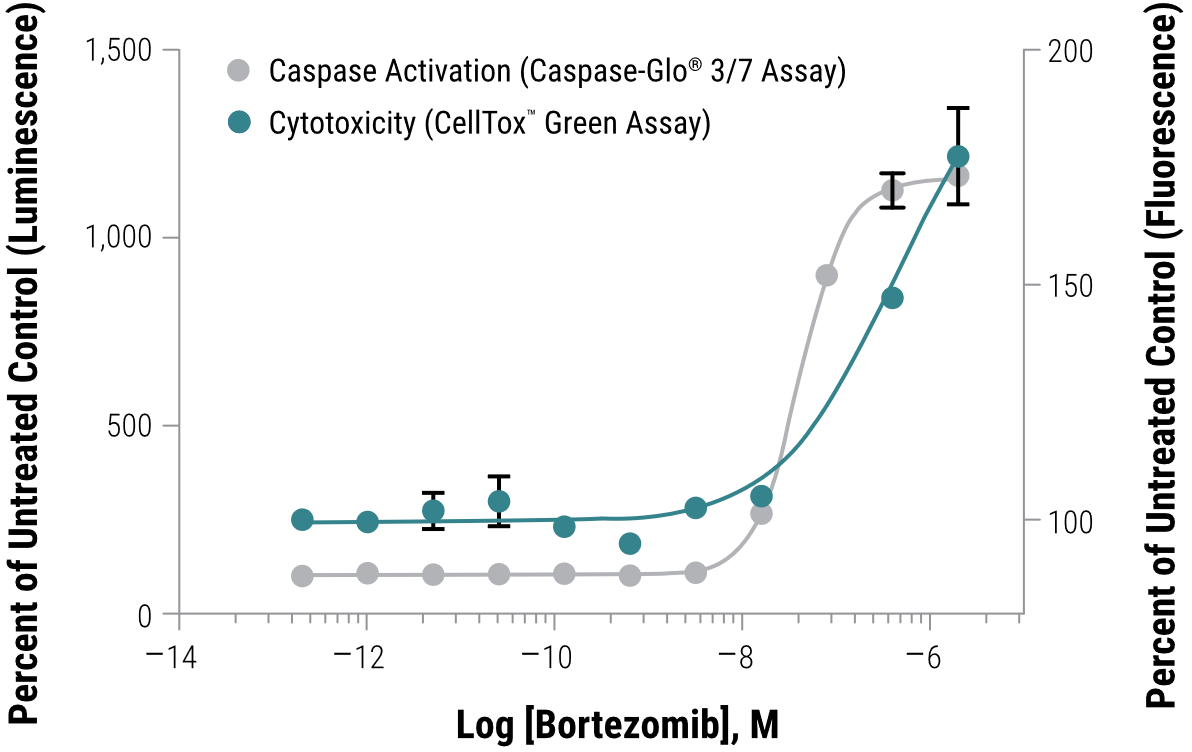 Percent of Untreated Control (Luminescence)
1,500
1,000
500
0
Caspase Activation (Caspase-Glo® 3/7 Assay)
Cytotoxicity (CellTox™ Green Assay)
200
150
100
Percent of Untreated Control (Fluorescence)
−14 −12 −10 −8 −6
Log [Bortezomib], M